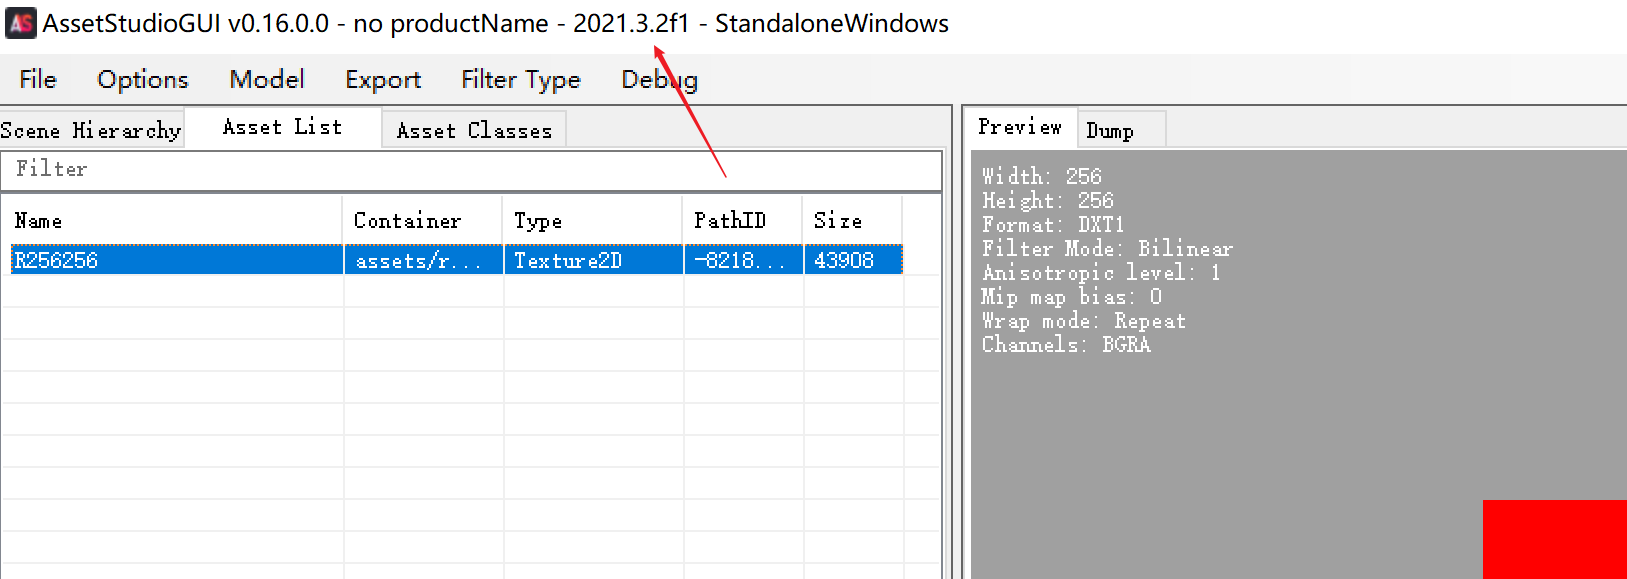 AS AssetStudioGUI v0.16.0.0 - no productName - 2021.3.2f1 - StandaloneWindows
File Options Model Export Filter Type Debug
Scene Hierarchy Asset List Asset Classes
Filter
Name Container Type PathID Size
R256256 assets/r... Texture2D -8218... 43908
Preview Dump
Width: 256
Height: 256
Format: DXT1
Filter Mode: Bilinear
Anisotropic level: 1
Mip map bias: 0
Wrap mode: Repeat
Channels: BGRA